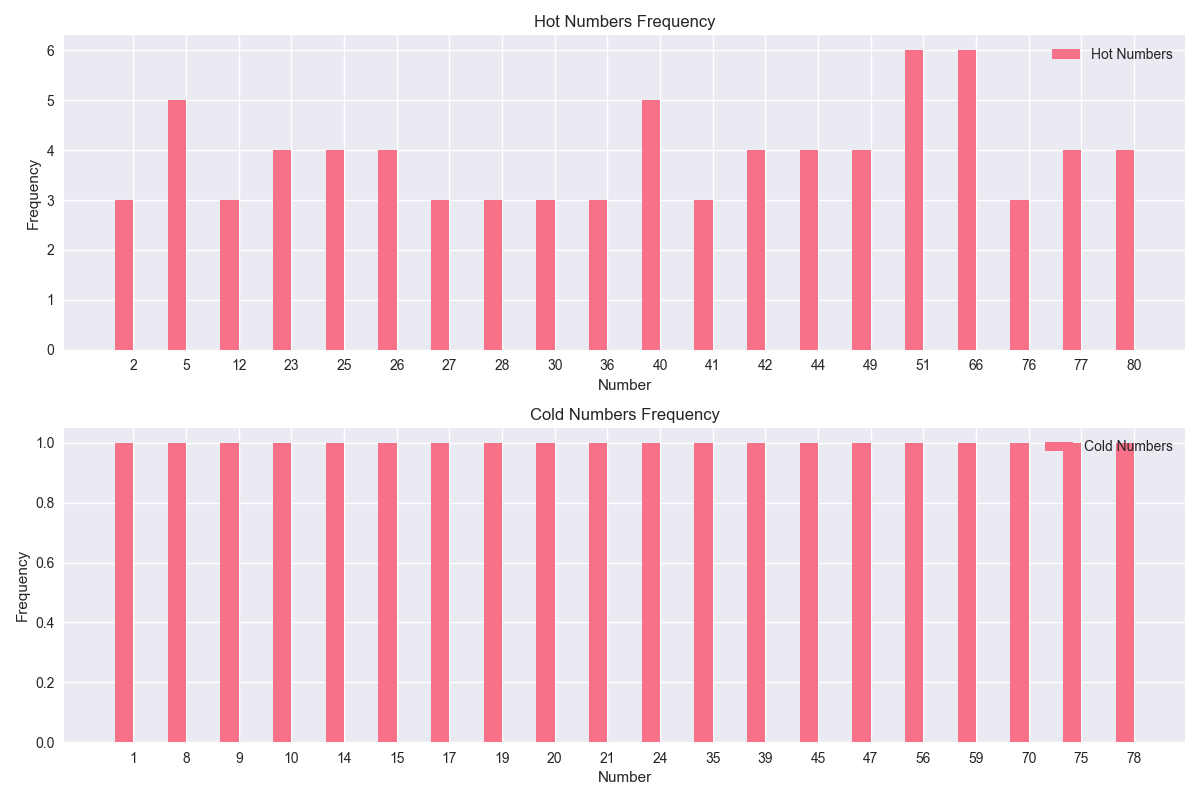 Hot Numbers Frequency
Hot Numbers
Frequency
6
5
4
3
2
1
0
2 5 12 23 25 26 27 28 30 36 40 41 42 44 49 51 66 76 77 80
Number
Cold Numbers Frequency
Cold Numbers
Frequency
1.0
0.8
0.6
0.4
0.2
0.0
1 8 9 10 14 15 17 19 20 21 24 35 39 45 47 56 59 70 75 78
Number